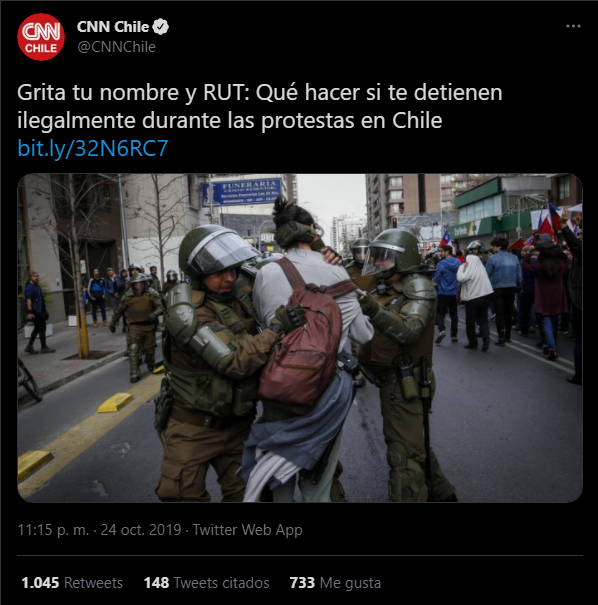 CNN Chile
@CNNChile
CNN
CHILE
Grita tu nombre y RUT: Qué hacer si te detienen
ilegalmente durante las protestas en Chile
bit.ly/32N6RC7
FUNERARIA
11:15 p. m. · 24 oct. 2019 · Twitter Web App
1.045 Retweets 148 Tweets citados 733 Me gusta